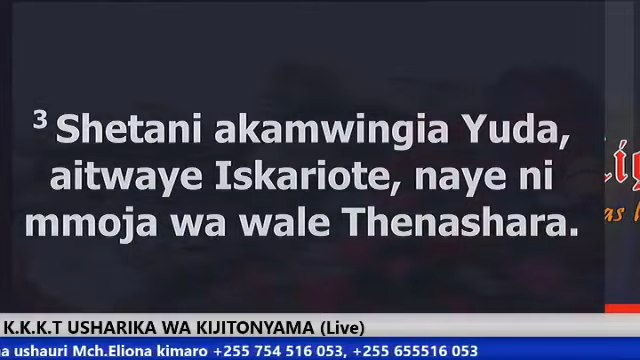 3 Shetani akamwingia Yuda,
aitwaye Iskariote, naye ni
mmoja wa wale Thenashara.
K.K.K.T USHARIKA WA KIJITONYAMA (Live)
ushauri Mch.Eliona kimaro +255 754 516 053, +255 655516 053